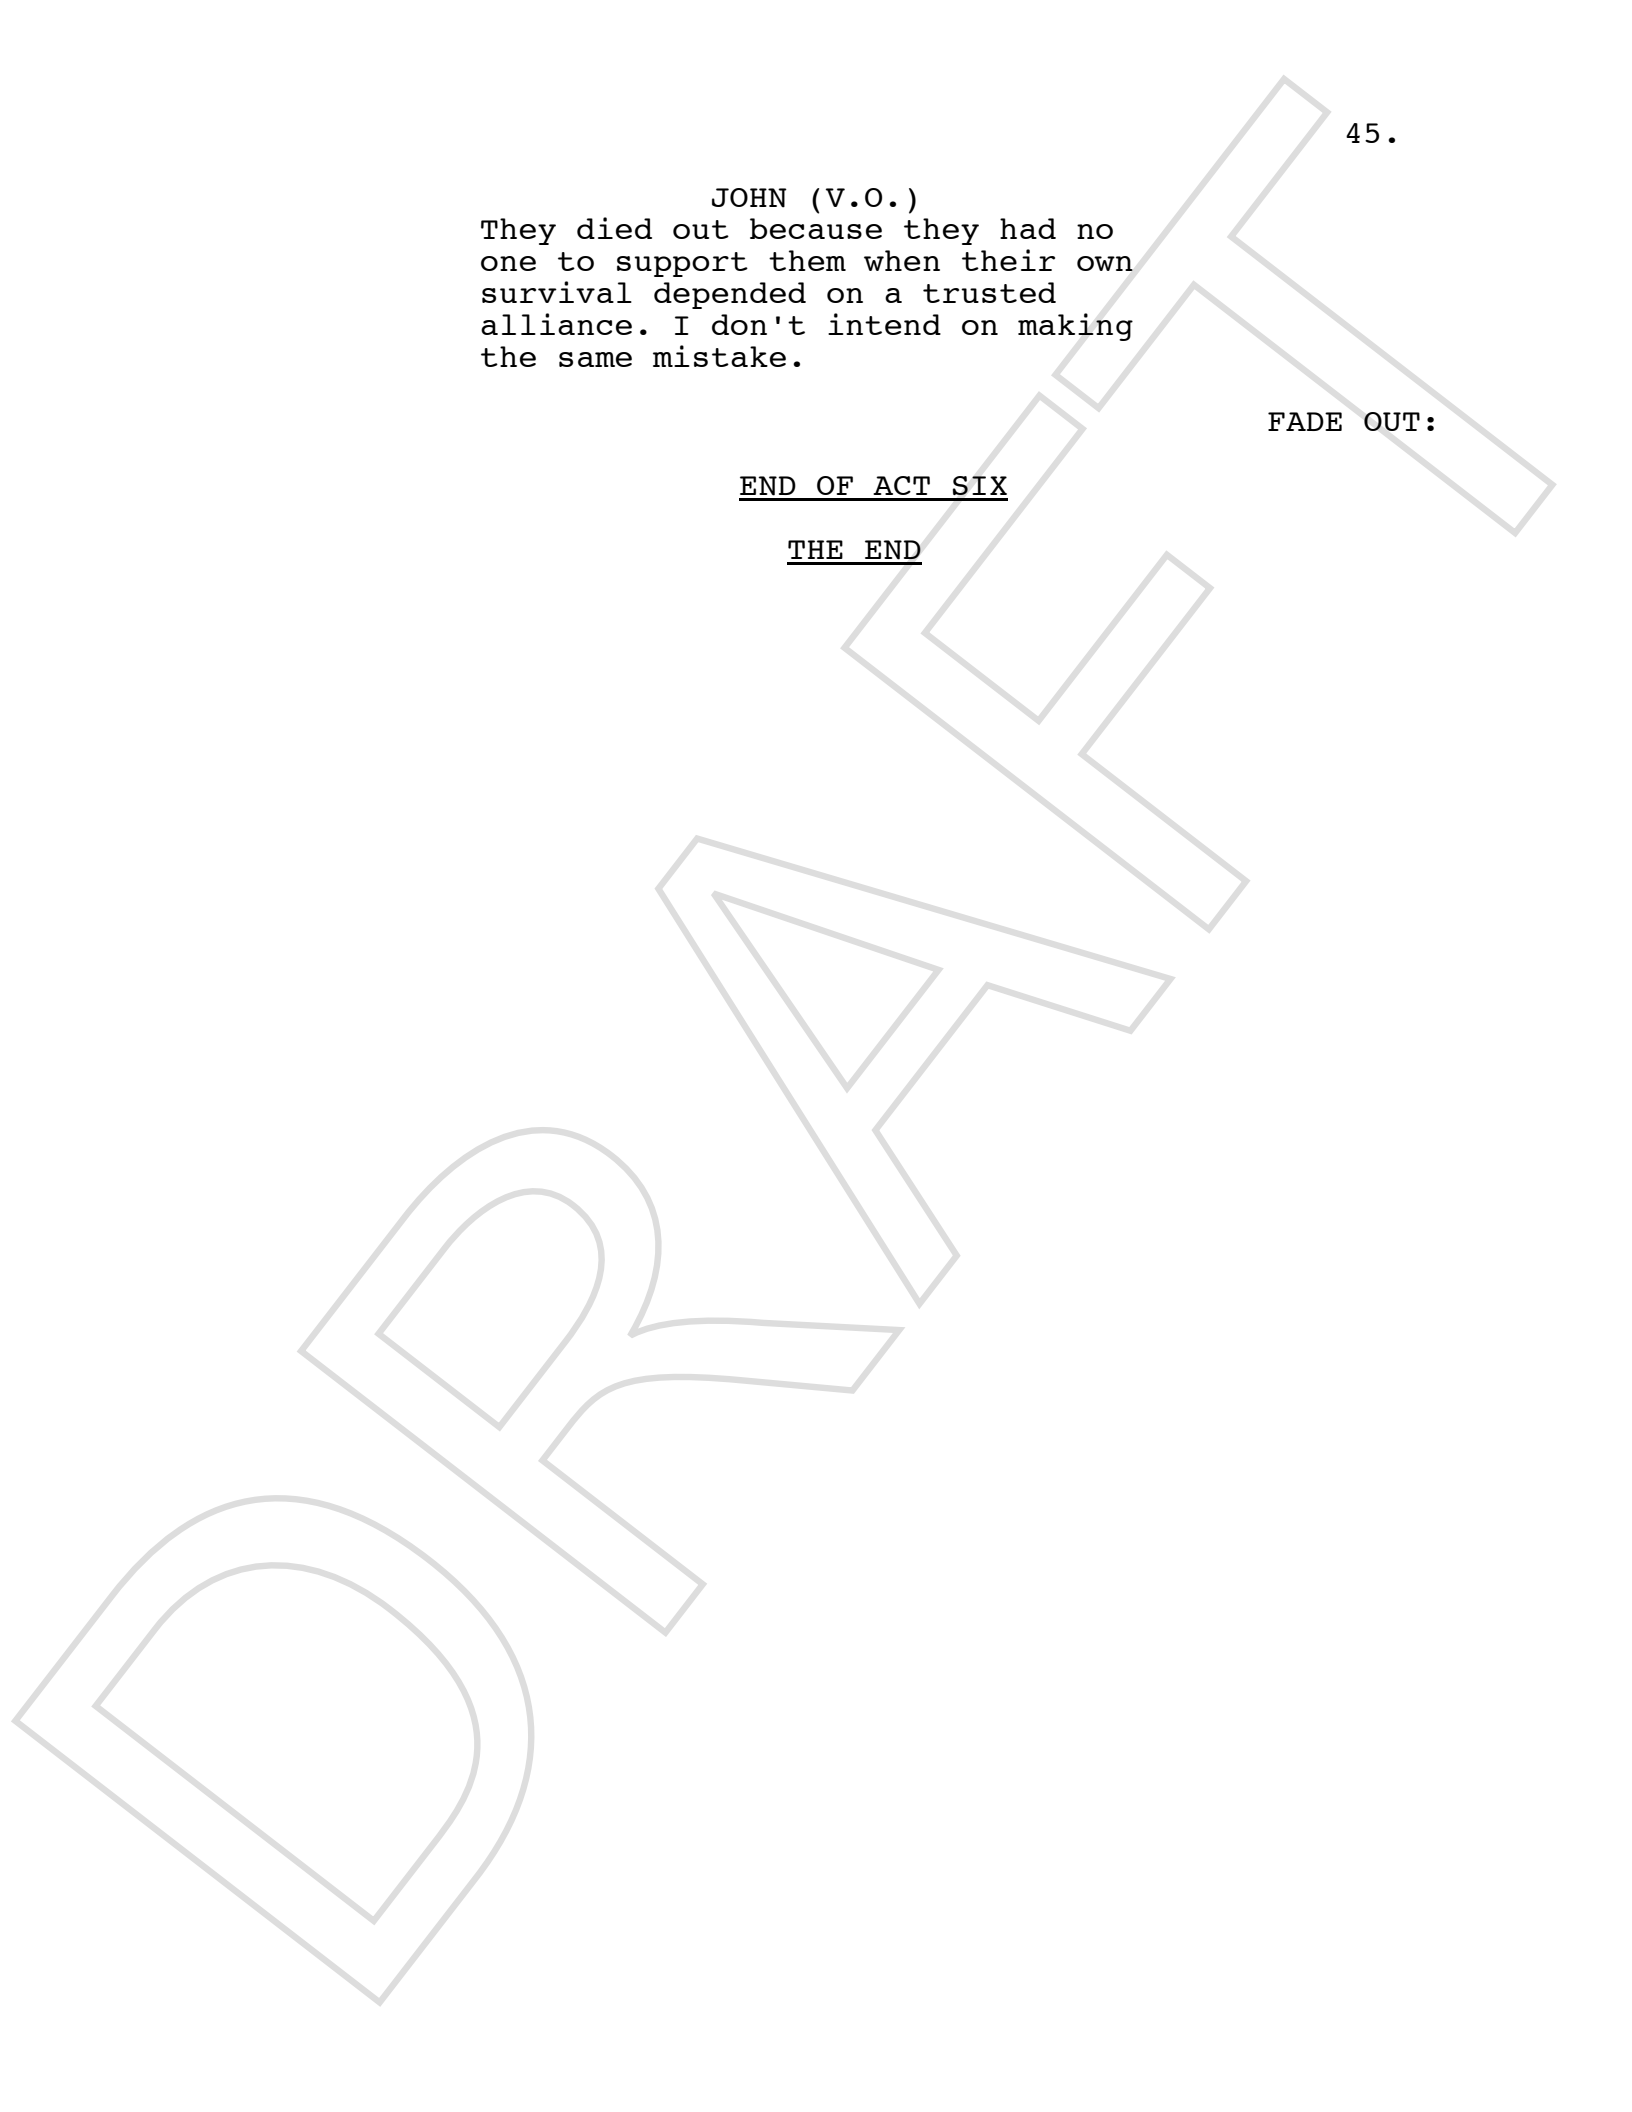 45.
JOHN (V.O.)
They died out because they had no
one to support them when their own
survival depended on a trusted
alliance. I don't intend on making
the same mistake.
FADE OUT:
END OF ACT SIX
THE END
DRAFT